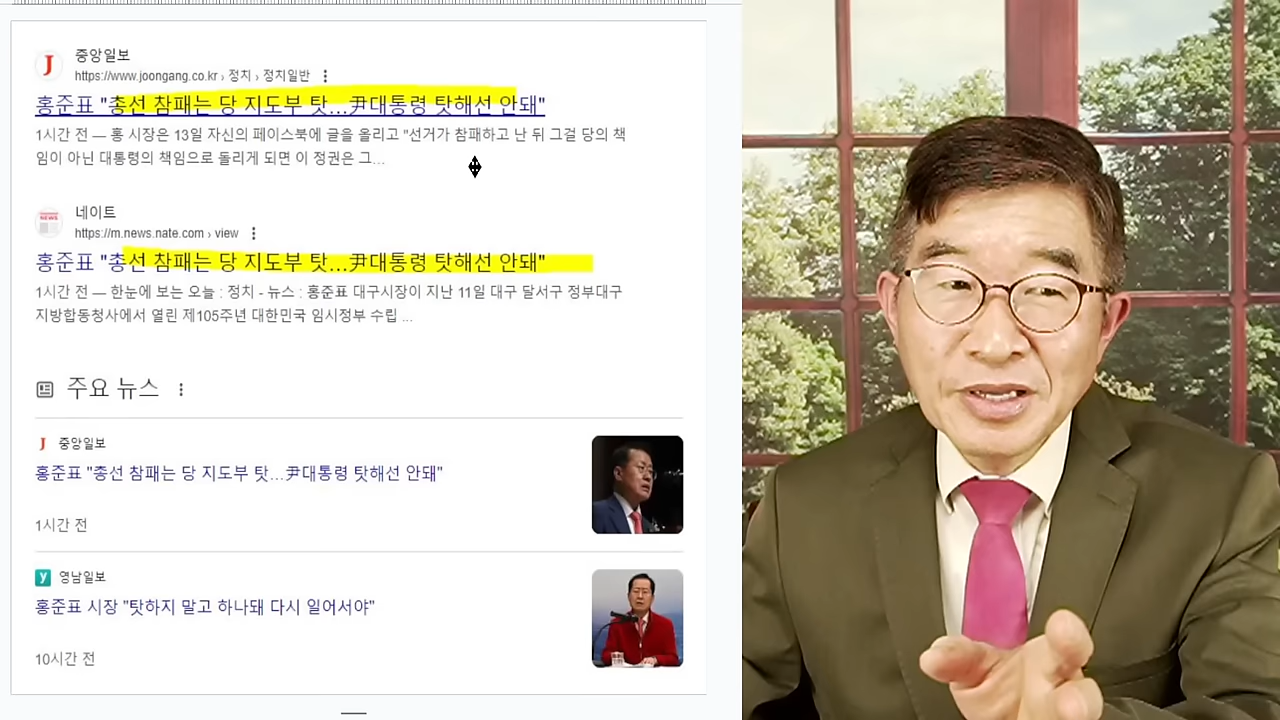 J 중앙일보
https://www.joongang.co.kr › 정치 › 정치일반
홍준표 "총선 참패는 당 지도부 탓…尹대통령 탓해선 안돼"
1시간 전 — 홍 시장은 13일 자신의 페이스북에 글을 올리고 "선거가 참패하고 난 뒤 그걸 당의 책
임이 아닌 대통령의 책임으로 돌리게 되면 이 정권은 그...
NEWS
네이트
https://m.news.nate.com › view
홍준표 "총선 참패는 당 지도부 탓…尹대통령 탓해선 안돼"
1시간 전 — 한눈에 보는 오늘 : 정치 - 뉴스 : 홍준표 대구시장이 지난 11일 대구 달서구 정부대구
지방합동청사에서 열린 제105주년 대한민국 임시정부 수립 ...
주요 뉴스
J 중앙일보
홍준표 "총선 참패는 당 지도부 탓…尹대통령 탓해선 안돼"
1시간 전
y 영남일보
홍준표 시장 "탓하지 말고 하나돼 다시 일어서야"
10시간 전